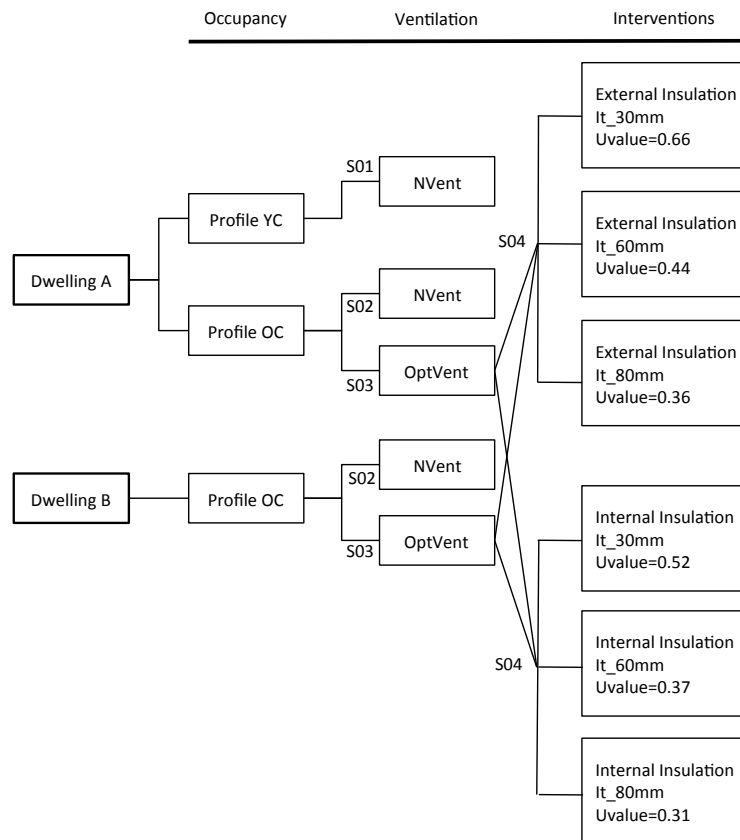 Occupancy
Ventilation
Interventions
External Insulation
It_30mm
Uvalue=0.66
S01
NVent
Profile YC
External Insulation
It_60mm
Uvalue=0.44
S04
Dwelling A
NVent
S02
Profile OC
External Insulation
It_80mm
Uvalue=0.36
OptVent
S03
NVent
S02
Dwelling B
Profile OC
Internal Insulation
It_30mm
Uvalue=0.52
OptVent
S03
Internal Insulation
It_60mm
Uvalue=0.37
S04
Internal Insulation
It_80mm
Uvalue=0.31